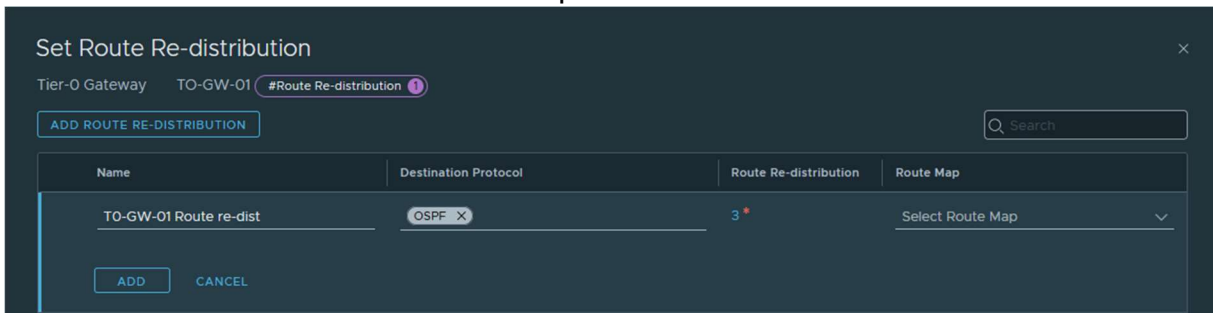 Set Route Re-distribution
Tier-0 Gateway TO-GW-01 #Route Re-distribution 1
ADD ROUTE RE-DISTRIBUTION Search
Name Destination Protocol Route Re-distribution Route Map
T0-GW-01 Route re-dist OSPF 3* Select Route Map
ADD CANCEL